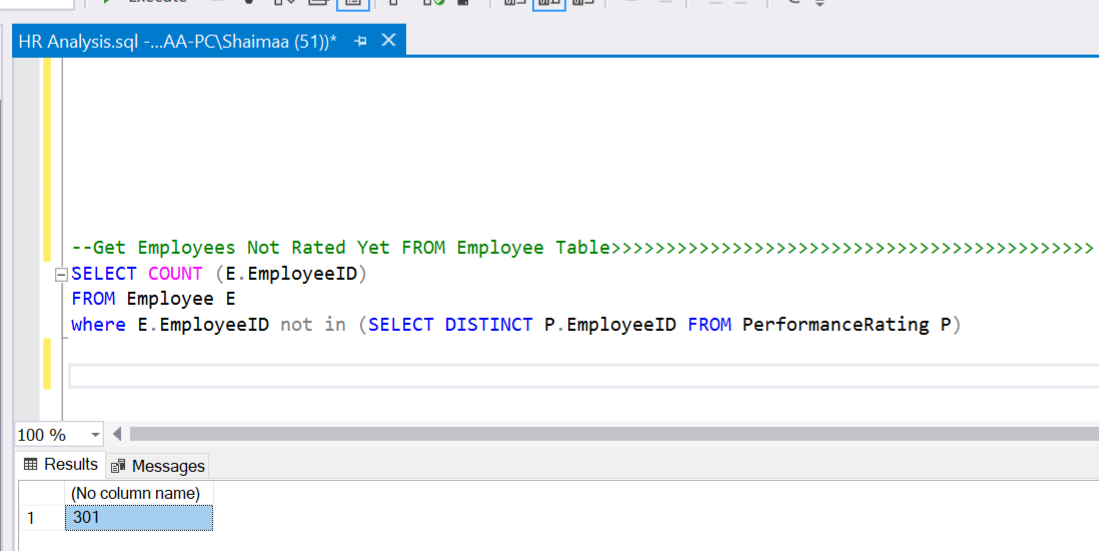 Execute
HR Analysis.sql -...AA-PC\Shaimaa (51))*
--Get Employees Not Rated Yet FROM Employee Table>>>>>>>>>>>>>>>>>>>>>>>>>>>>>>>>>>>>>>>>>>>>
SELECT COUNT (E.EmployeeID)
FROM Employee E
where E.EmployeeID not in (SELECT DISTINCT P.EmployeeID FROM PerformanceRating P)
100 %
Results Messages
(No column name)
1 301